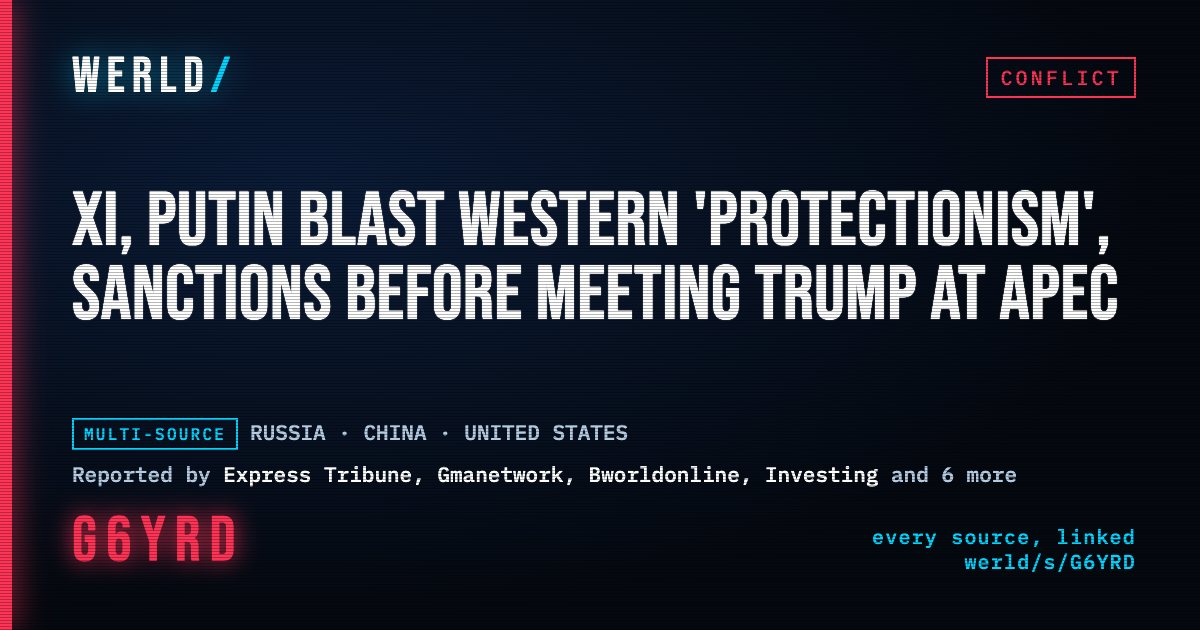 WERLD/
CONFLICT
XI, PUTIN BLAST WESTERN 'PROTECTIONISM',
SANCTIONS BEFORE MEETING TRUMP AT APEC
MULTI-SOURCE RUSSIA · CHINA · UNITED STATES
Reported by Express Tribune, Gmanetwork, Bworldonline, Investing and 6 more
G6YRD
every source, linked
werld/s/G6YRD